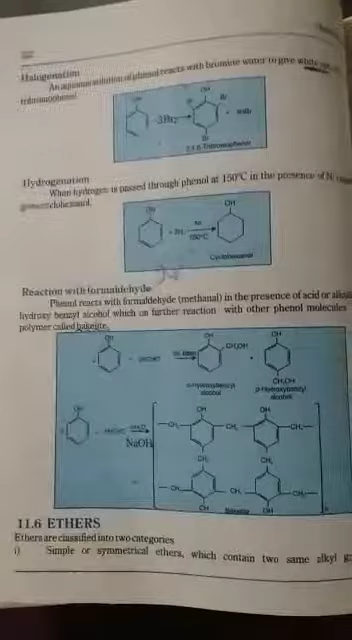 Halogenation
An aqueous solution of phenol reacts with bromine water to give white
tribromophenol.
OH
OH
Br
Br
+ 3Br₂
+ 3HBr
Br
2,4,6-Tribromophenol
Hydrogenation
When hydrogen is passed through phenol at 150°C in the presence of Ni
OH
OH
+ 3H₂
Ni
150°C
Cyclohexanol
Reaction with formaldehyde
Phenol reacts with formaldehyde (methanal) in the presence of acid or
hydroxy benzyl alcohol which on further reaction with other phenol molecules
polymer called bakelite.
OH
OH
OH
CH₂OH
+
CH₂OH
o-Hydroxybenzyl
alcohol
p-Hydroxybenzyl
alcohol
OH
NaOH
OH
OH
CH₂
CH₂
CH₂
CH₂
CH₂
CH₂
CH₂
CH₂
OH
Bakelite
OH
n
11.6 ETHERS
Ethers are classified into two categories
i) Simple or symmetrical ethers, which contain two same alkyl